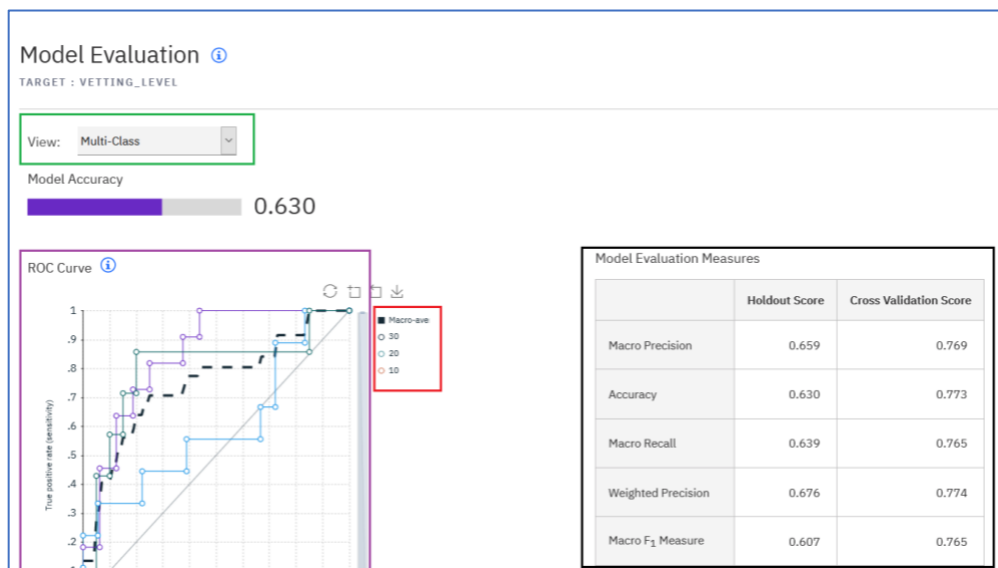 Model Evaluation
TARGET : VETTING_LEVEL
View: Multi-Class
Model Accuracy
0.630
ROC Curve
Macro-ave
30
20
10
1
.9
.8
.7
.6
.5
.4
.3
.2
True positive rate (sensitivity)
Model Evaluation Measures
Holdout Score Cross Validation Score
Macro Precision 0.659 0.769
Accuracy 0.630 0.773
Macro Recall 0.639 0.765
Weighted Precision 0.676 0.774
Macro F1 Measure 0.607 0.765